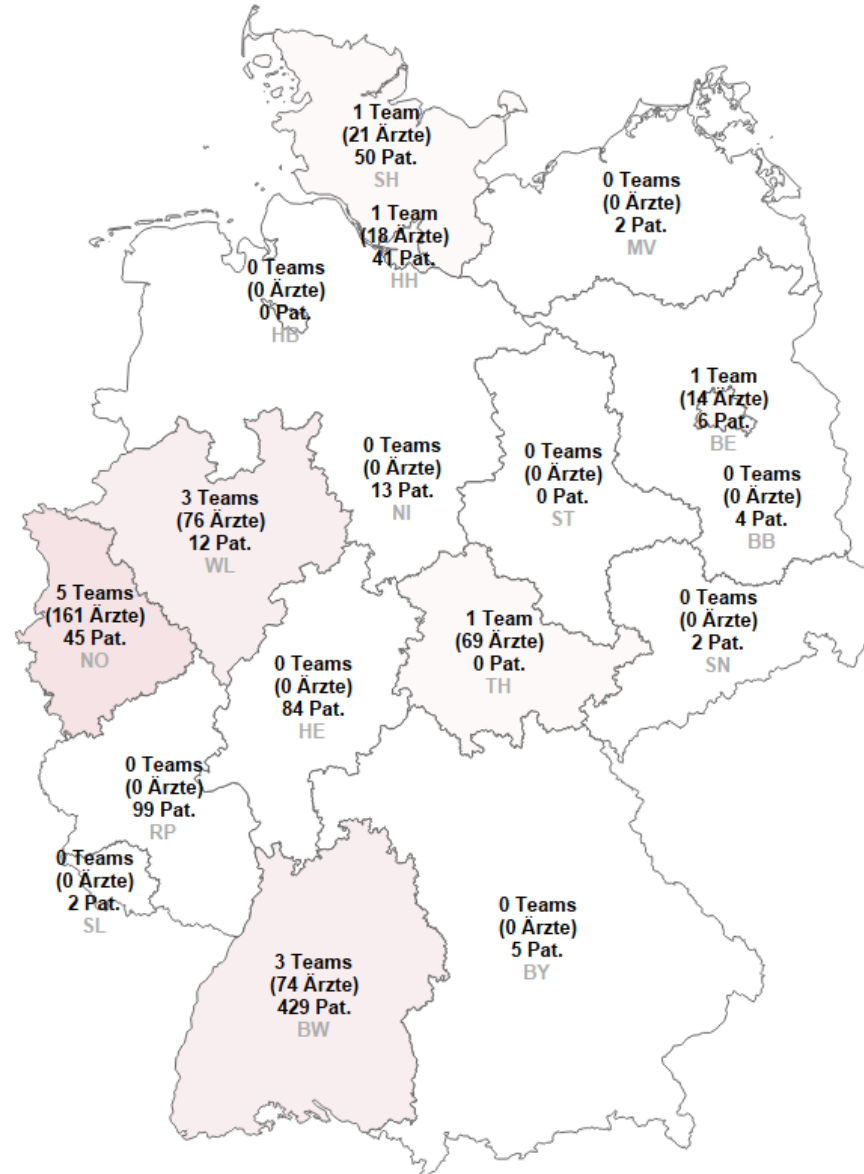 1 Team
(21 Ärzte)
50 Pat.
SH
0 Teams
(0 Ärzte)
2 Pat.
MV
1 Team
(18 Ärzte)
41 Pat.
HH
0 Teams
(0 Ärzte)
0 Pat.
HB
1 Team
(14 Ärzte)
6 Pat.
BE
0 Teams
(0 Ärzte)
13 Pat.
NI
0 Teams
(0 Ärzte)
0 Pat.
ST
0 Teams
(0 Ärzte)
4 Pat.
BB
3 Teams
(76 Ärzte)
12 Pat.
WL
5 Teams
(161 Ärzte)
45 Pat.
NO
0 Teams
(0 Ärzte)
84 Pat.
HE
1 Team
(69 Ärzte)
0 Pat.
TH
0 Teams
(0 Ärzte)
2 Pat.
SN
0 Teams
(0 Ärzte)
99 Pat.
RP
0 Teams
(0 Ärzte)
2 Pat.
SL
3 Teams
(74 Ärzte)
429 Pat.
BW
0 Teams
(0 Ärzte)
5 Pat.
BY